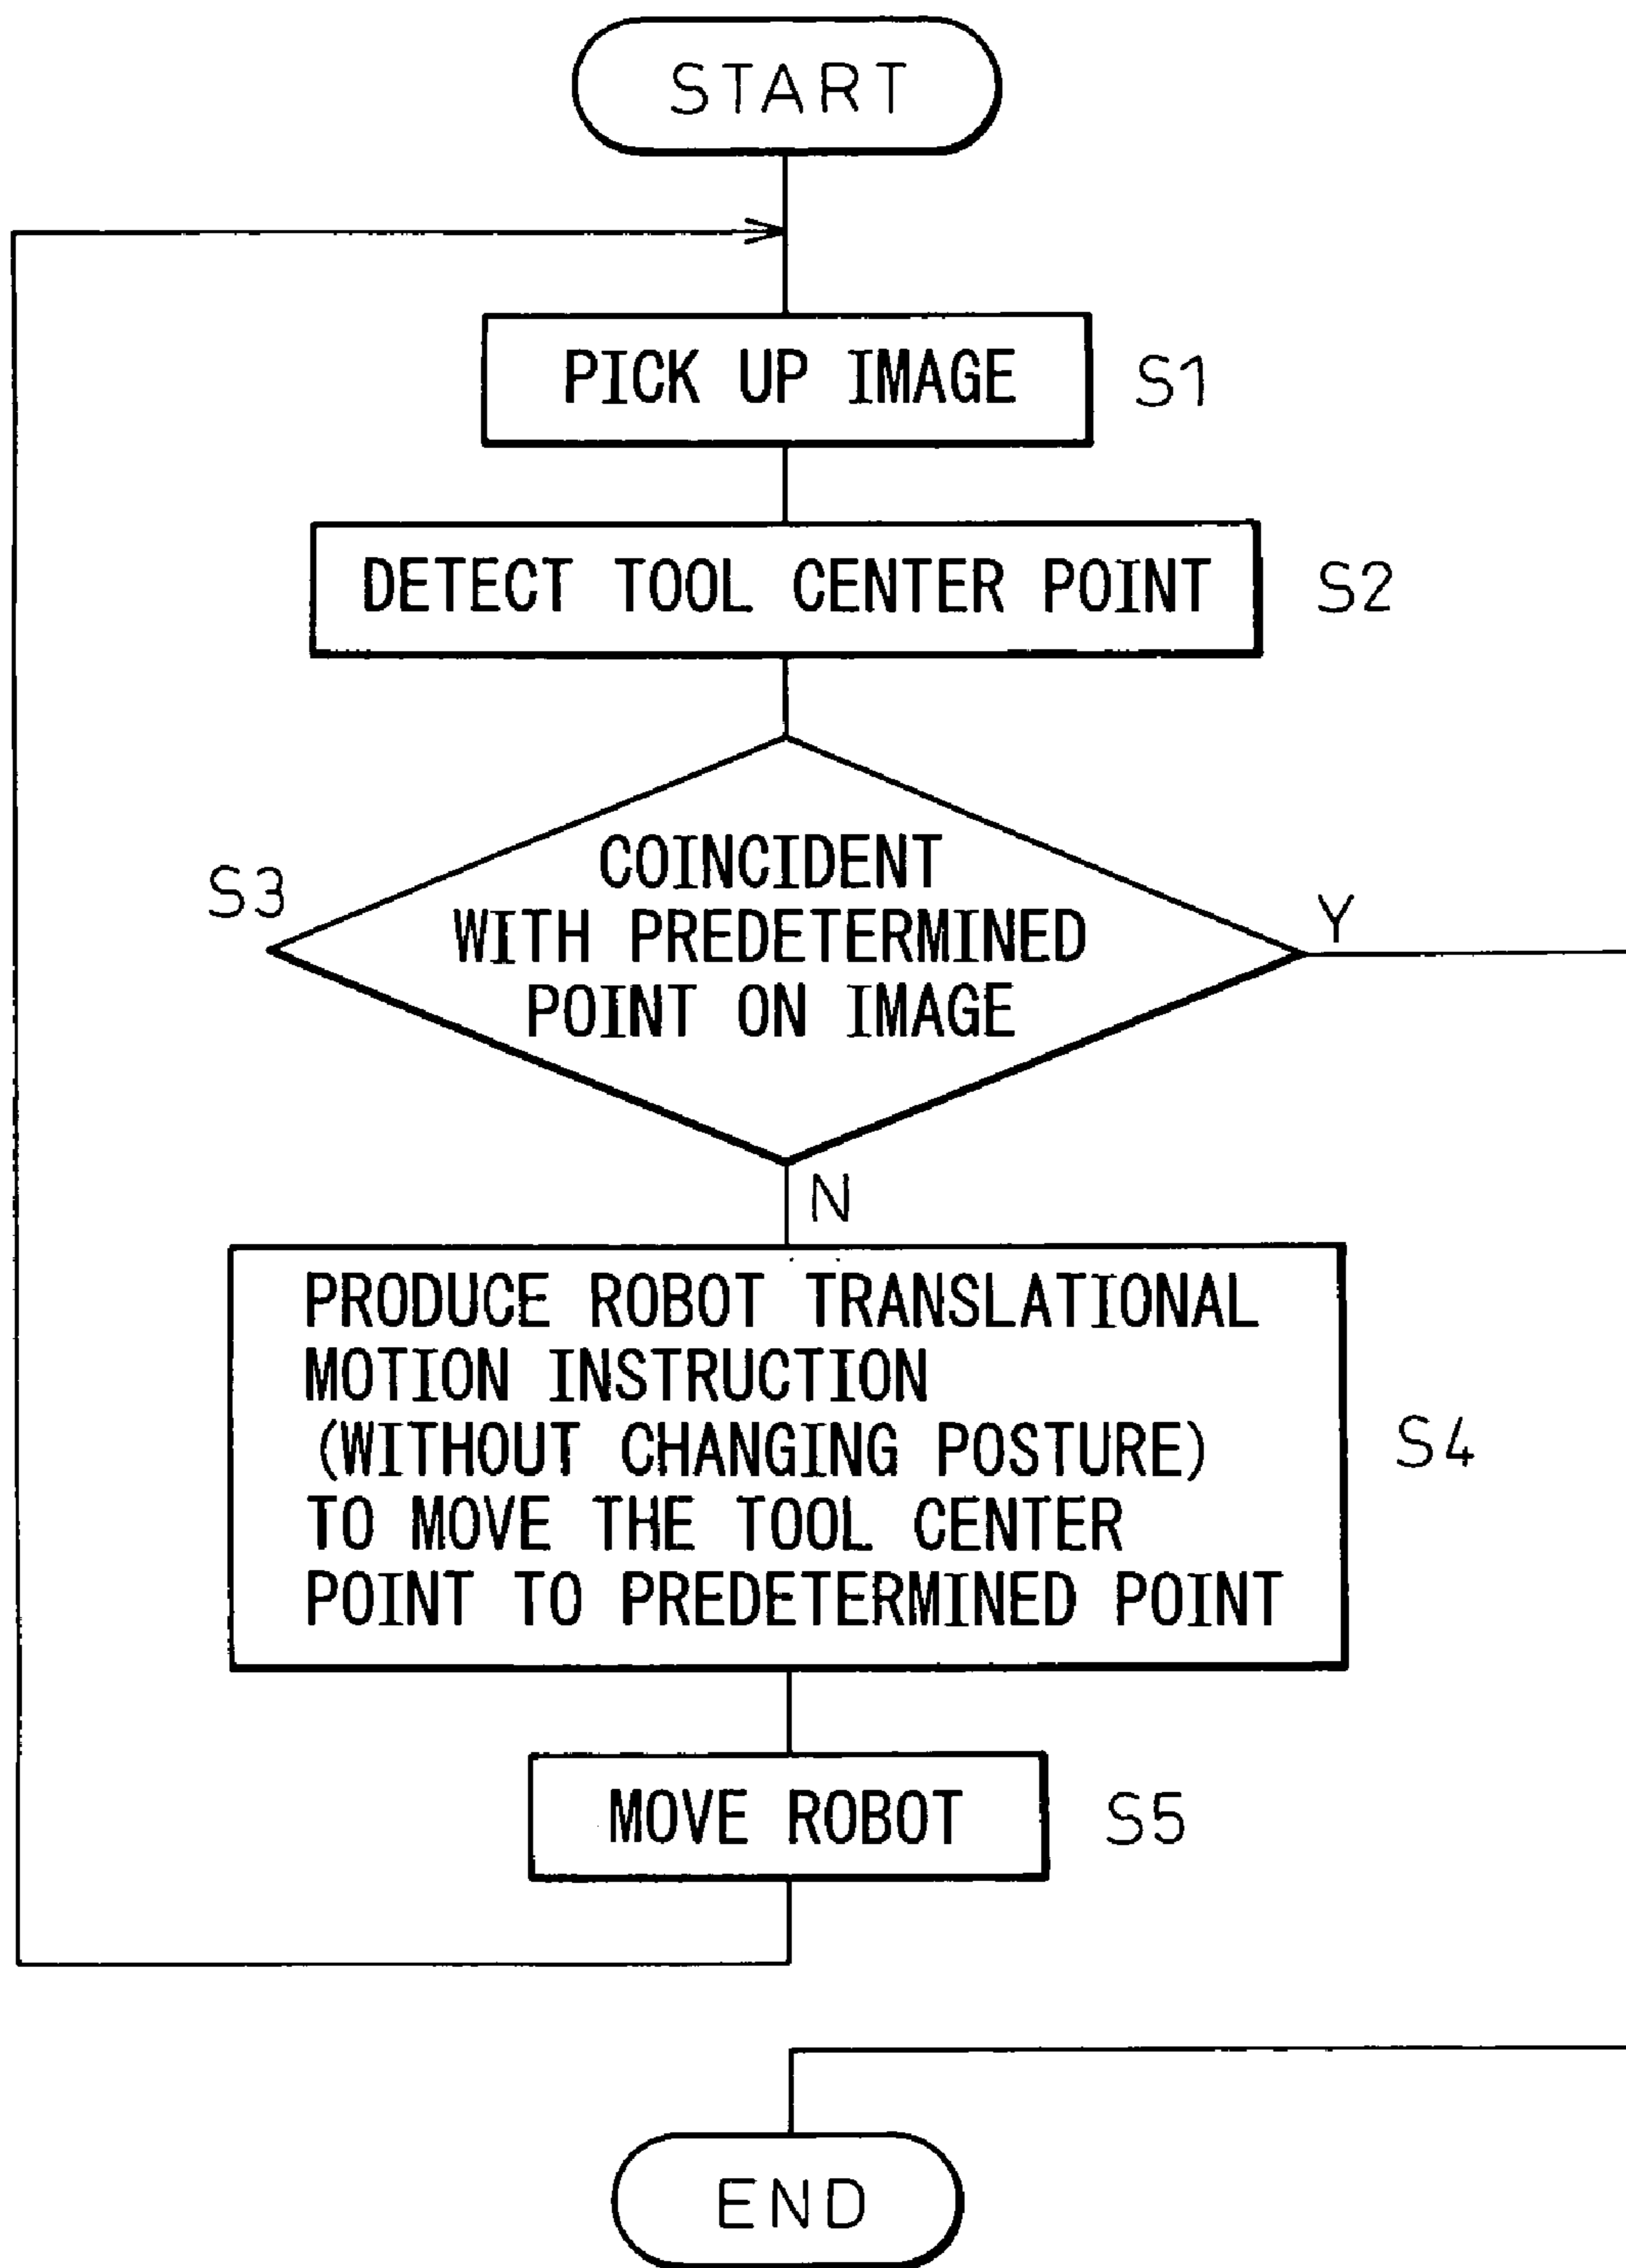 START
PICK UP IMAGE
S1
DETECT TOOL CENTER POINT
S2
S3
COINCIDENT
WITH PREDETERMINED
POINT ON IMAGE
Y
N
PRODUCE ROBOT TRANSLATIONAL
MOTION INSTRUCTION
(WITHOUT CHANGING POSTURE)
TO MOVE THE TOOL CENTER
POINT TO PREDETERMINED POINT
S4
MOVE ROBOT
S5
END